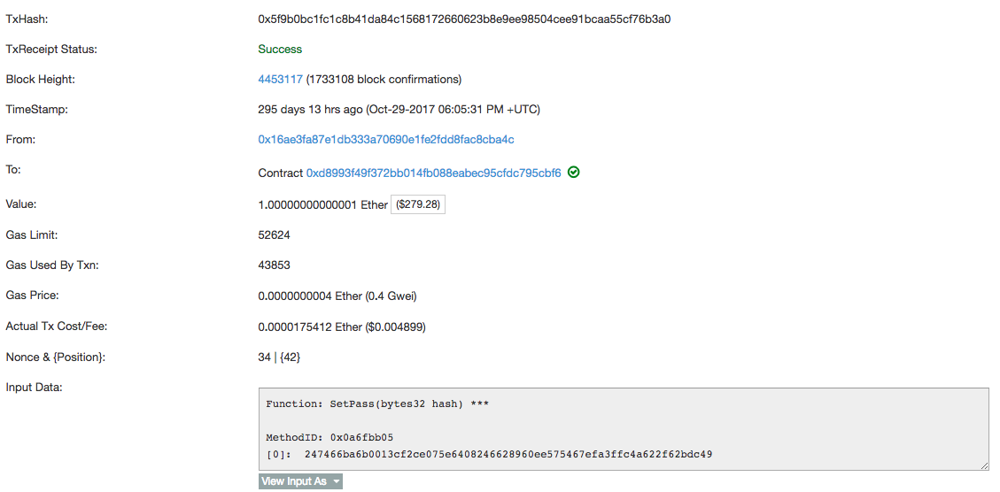 TxHash: 0x5f9b0bc1fc1c8b41da84c1568172660623b8e9ee98504cee91bcaa55cf76b3a0
TxReceipt Status: Success
Block Height: 4453117 (1733108 block confirmations)
TimeStamp: 295 days 13 hrs ago (Oct-29-2017 06:05:31 PM +UTC)
From: 0x16ae3fa87e1db333a70690e1fe2fdd8fac8cba4c
To: Contract 0xd8993f49f372bb014fb088eabec95cfdc795cbf6
Value: 1.00000000000001 Ether ($279.28)
Gas Limit: 52624
Gas Used By Txn: 43853
Gas Price: 0.0000000004 Ether (0.4 Gwei)
Actual Tx Cost/Fee: 0.0000175412 Ether ($0.004899)
Nonce & {Position}: 34 | {42}
Input Data:
Function: SetPass(bytes32 hash) ***
MethodID: 0x0a6fbb05
[0]: 247466ba6b0013cf2ce075e6408246628960ee575467efa3ffc4a622f62bdc49
View Input As